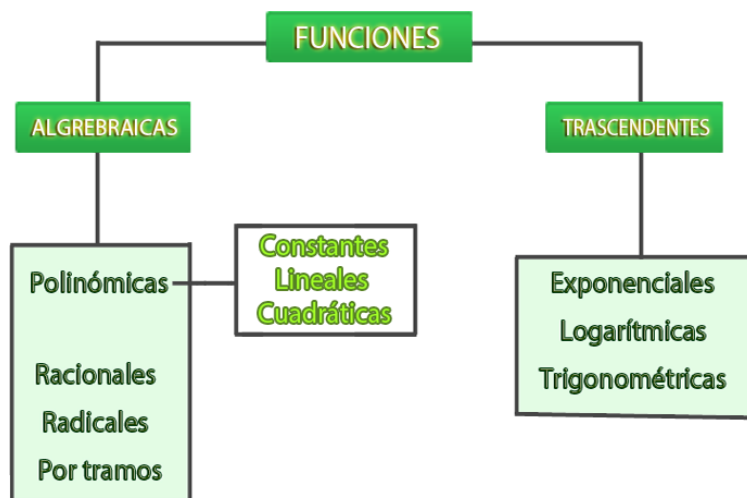 FUNCIONES
ALGREBRAICAS
TRASCENDENTES
Polinómicas
Constantes
Lineales
Cuadráticas
Racionales
Radicales
Por tramos
Exponenciales
Logarítmicas
Trigonométricas